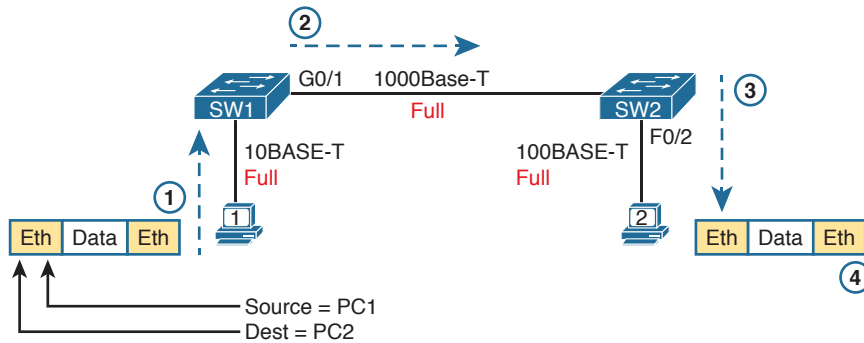 2
G0/1 1000Base-T
SW1 Full SW2
3
F0/2
10BASE-T 100BASE-T
Full Full
1
1 2
Eth Data Eth Eth Data Eth
4
Source = PC1
Dest = PC2